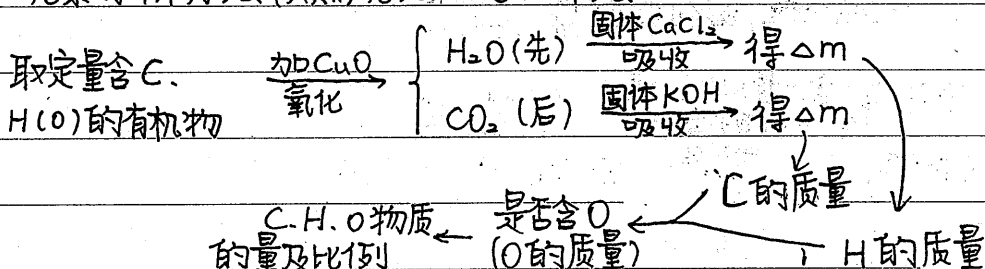 取定量含C.
H(O)的有机物
加CuO
氧化
H₂O(先) 固体CaCl₂ 吸收 得△m
CO₂(后) 固体KOH 吸收 得△m
C的质量
C.H.O物质 是否含O
的量及比例 (O的质量) H的质量